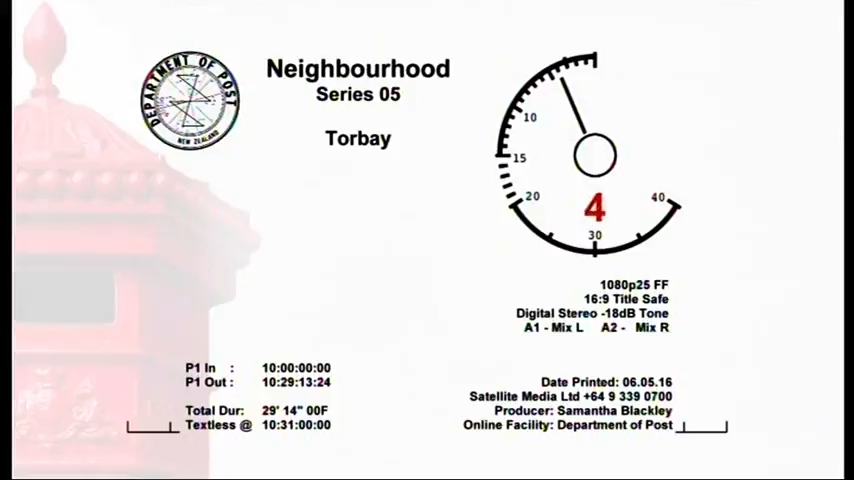 DEPARTMENT OF POST
NEW ZEALAND
Neighbourhood
Series 05
Torbay
10
15
20
30
40
4
1080p25 FF
16:9 Title Safe
Digital Stereo -18dB Tone
A1 - Mix L A2 - Mix R
P1 In : 10:00:00:00
P1 Out : 10:29:13:24
Total Dur: 29' 14" 00F
Textless @ 10:31:00:00
Date Printed: 06.05.16
Satellite Media Ltd +64 9 339 0700
Producer: Samantha Blackley
Online Facility: Department of Post